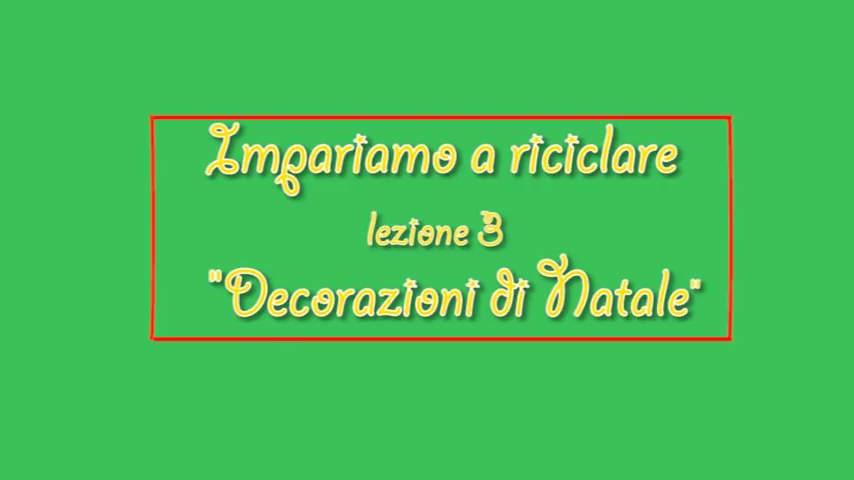 Impariamo a riciclare
lezione 3
"Decorazioni di Natale"